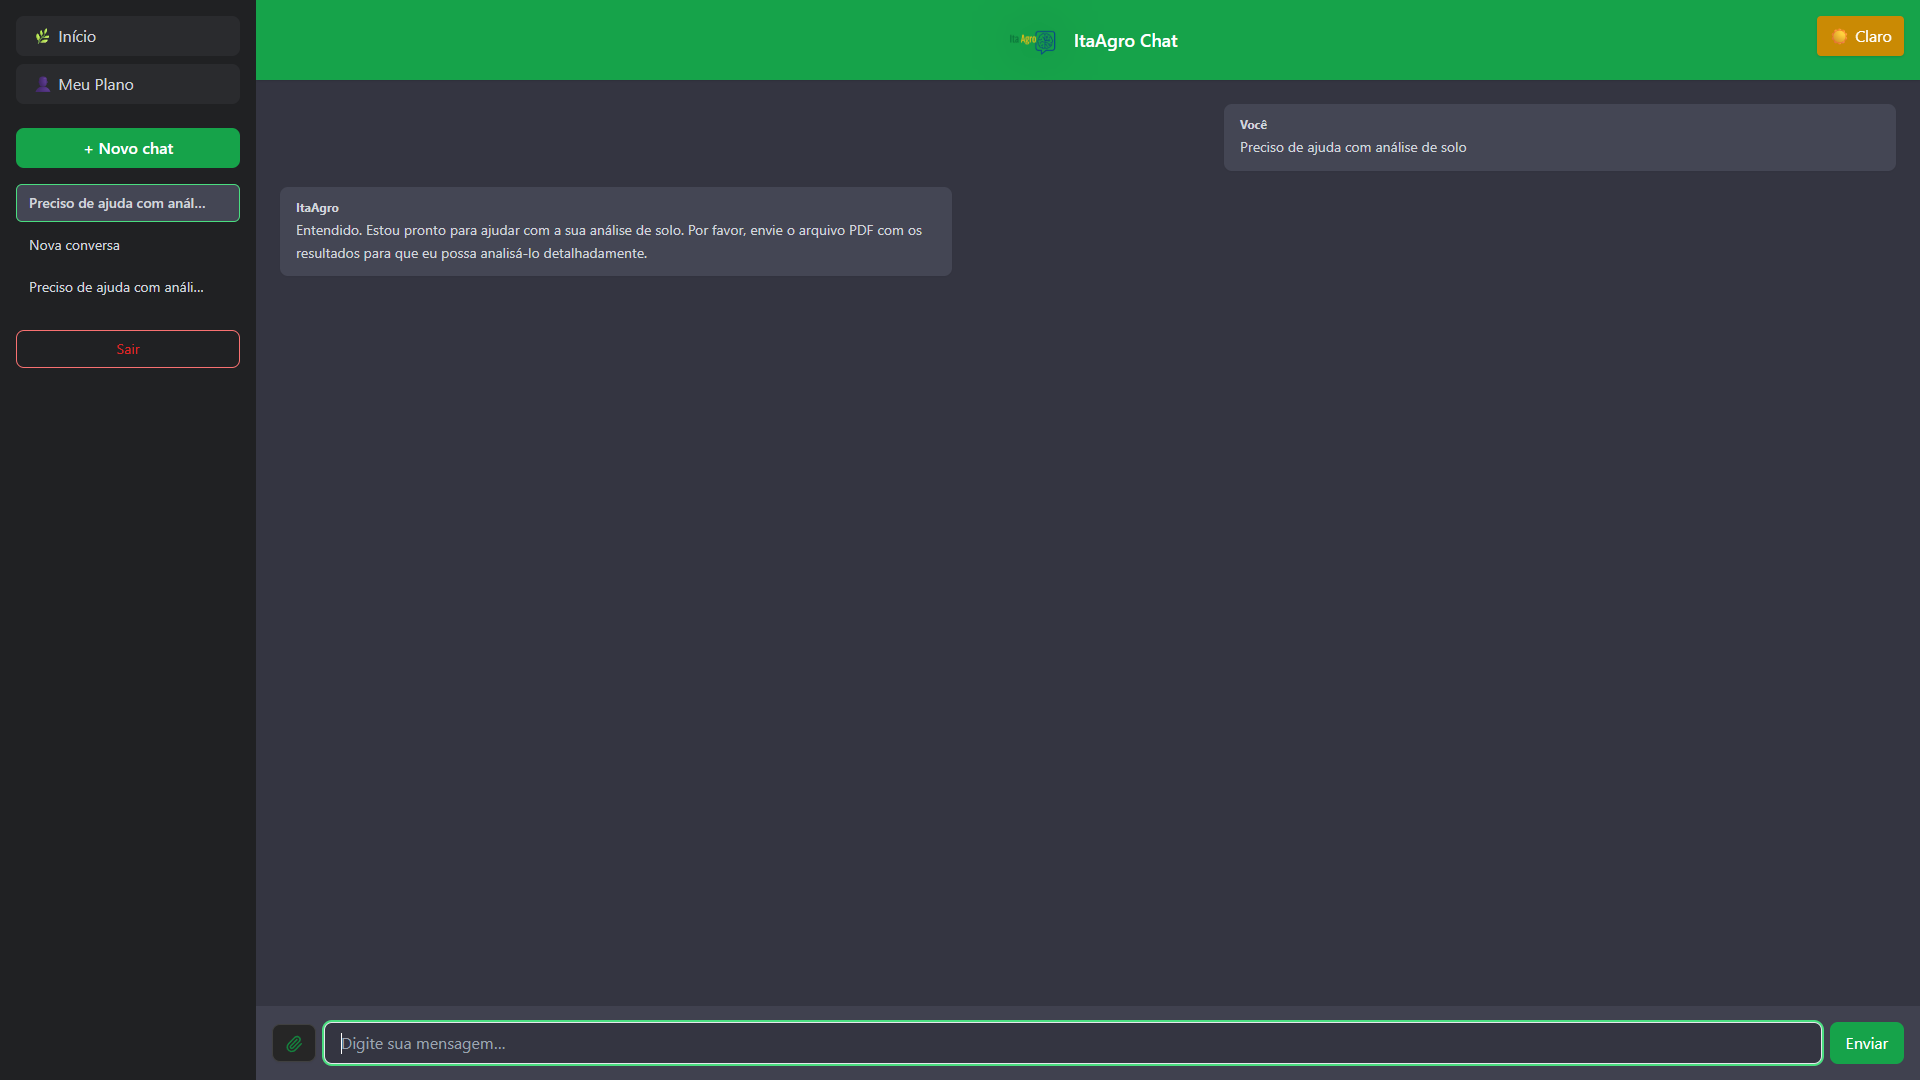 Início
Meu Plano
+ Novo chat
Preciso de ajuda com anál...
Nova conversa
Preciso de ajuda com análi...
Sair
Ita Agro
ItaAgro Chat
Claro
Você
Preciso de ajuda com análise de solo
ItaAgro
Entendido. Estou pronto para ajudar com a sua análise de solo. Por favor, envie o arquivo PDF com os
resultados para que eu possa analisá-lo detalhadamente.
Digite sua mensagem...
Enviar